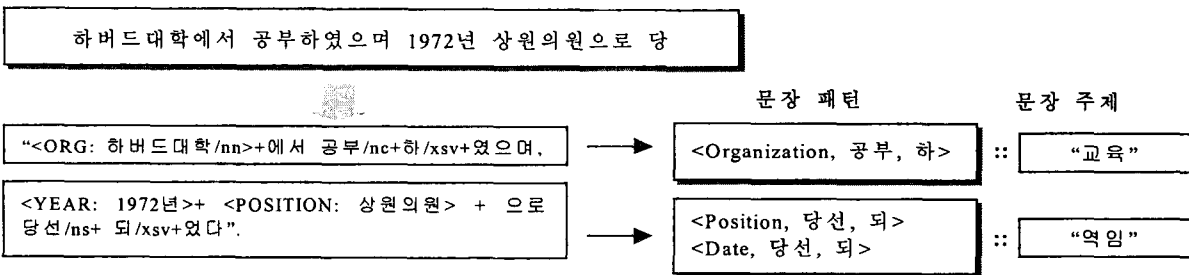 하버드대학에서 공부하였으며 1972년 상원의원으로 당
문장 패턴
문장 주제
“<ORG: 하버드대학/nn>+에서 공부/nc+하/xsv+였으며,
<Organization, 공부, 하>
::
“교육”
<YEAR: 1972년>+ <POSITION: 상원의원> + 으로
당선/ns+ 되/xsv+었다”.
<Position, 당선, 되>
<Date, 당선, 되>
::
“역임”